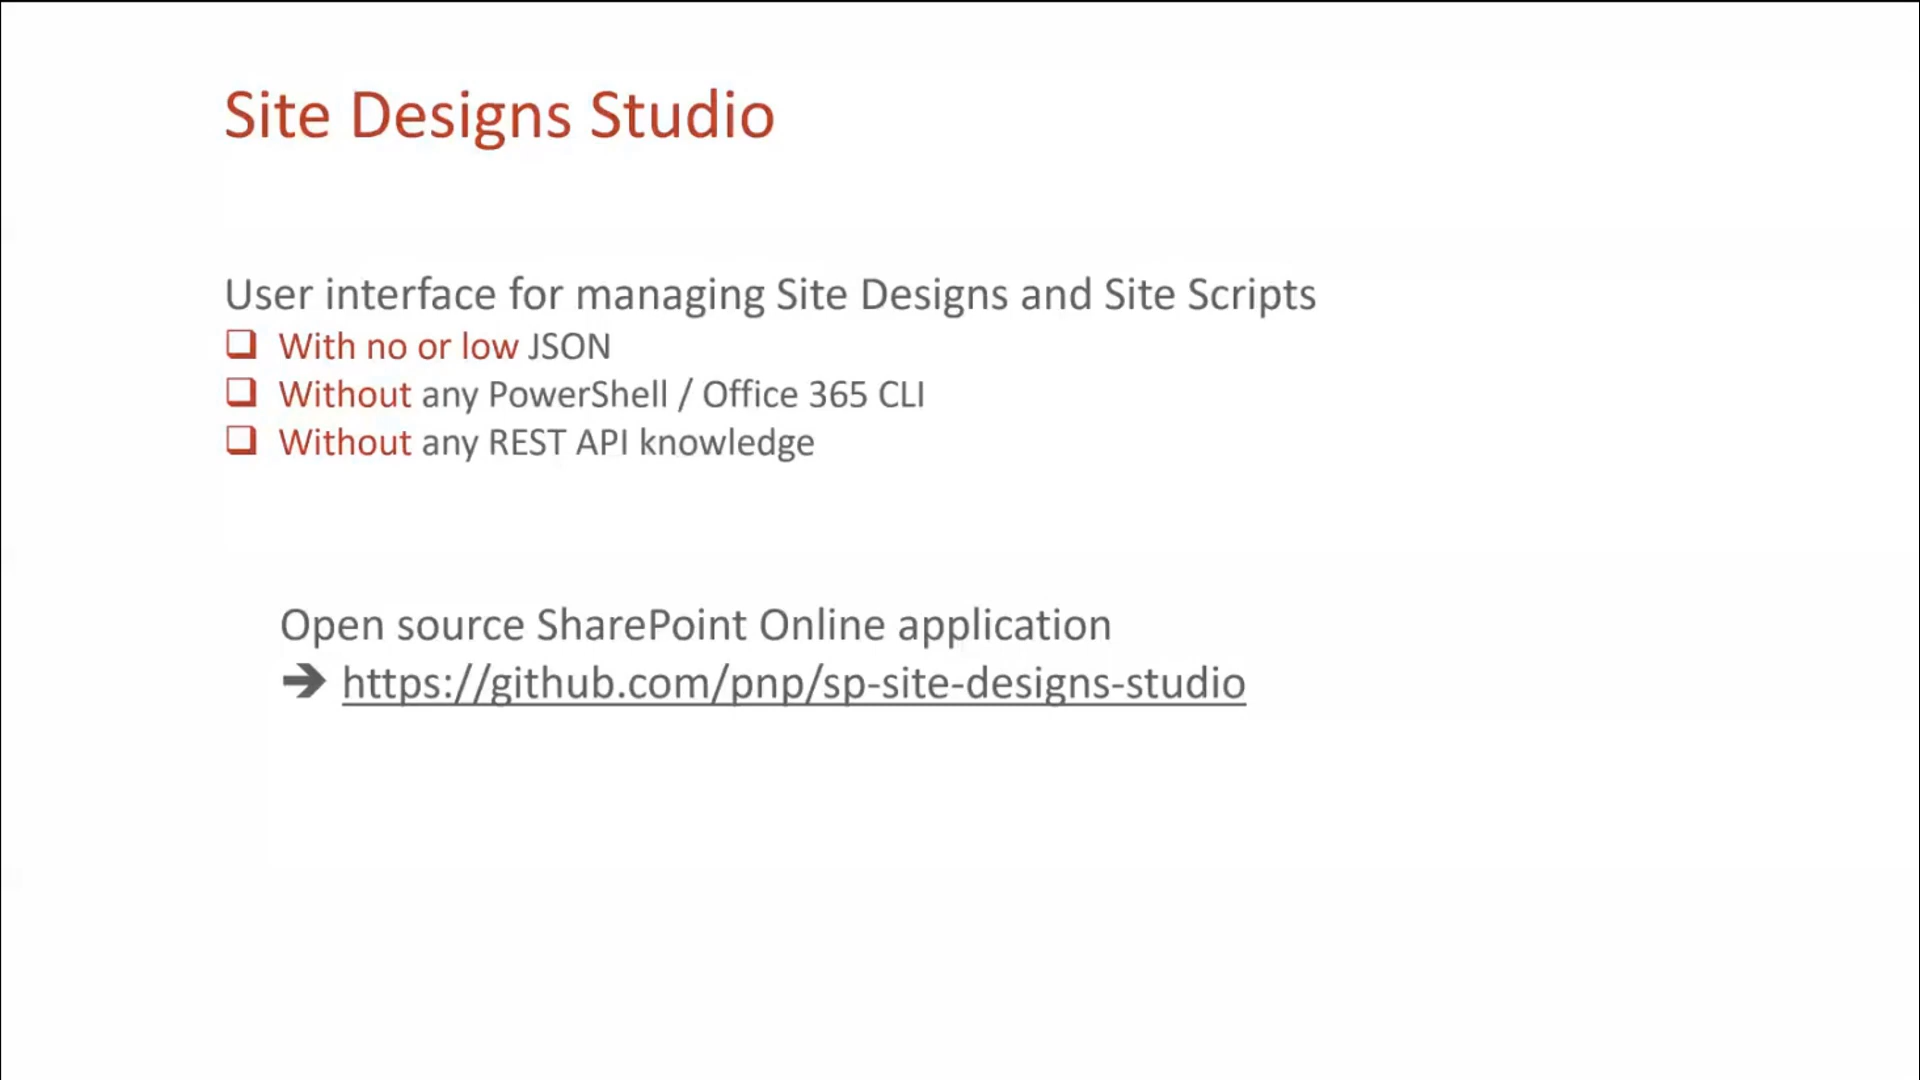 Site Designs Studio
User interface for managing Site Designs and Site Scripts
❑ With no or low JSON
❑ Without any PowerShell / Office 365 CLI
❑ Without any REST API knowledge
Open source SharePoint Online application
➔ https://github.com/pnp/sp-site-designs-studio